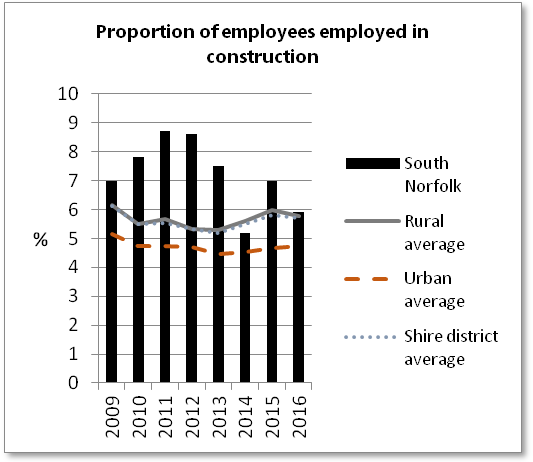 Proportion of employees employed in
construction
10
9
8
7
6
5
4
3
2
1
0
%
2009
2010
2011
2012
2013
2014
2015
2016
South
Norfolk
Rural
average
Urban
average
Shire district
average